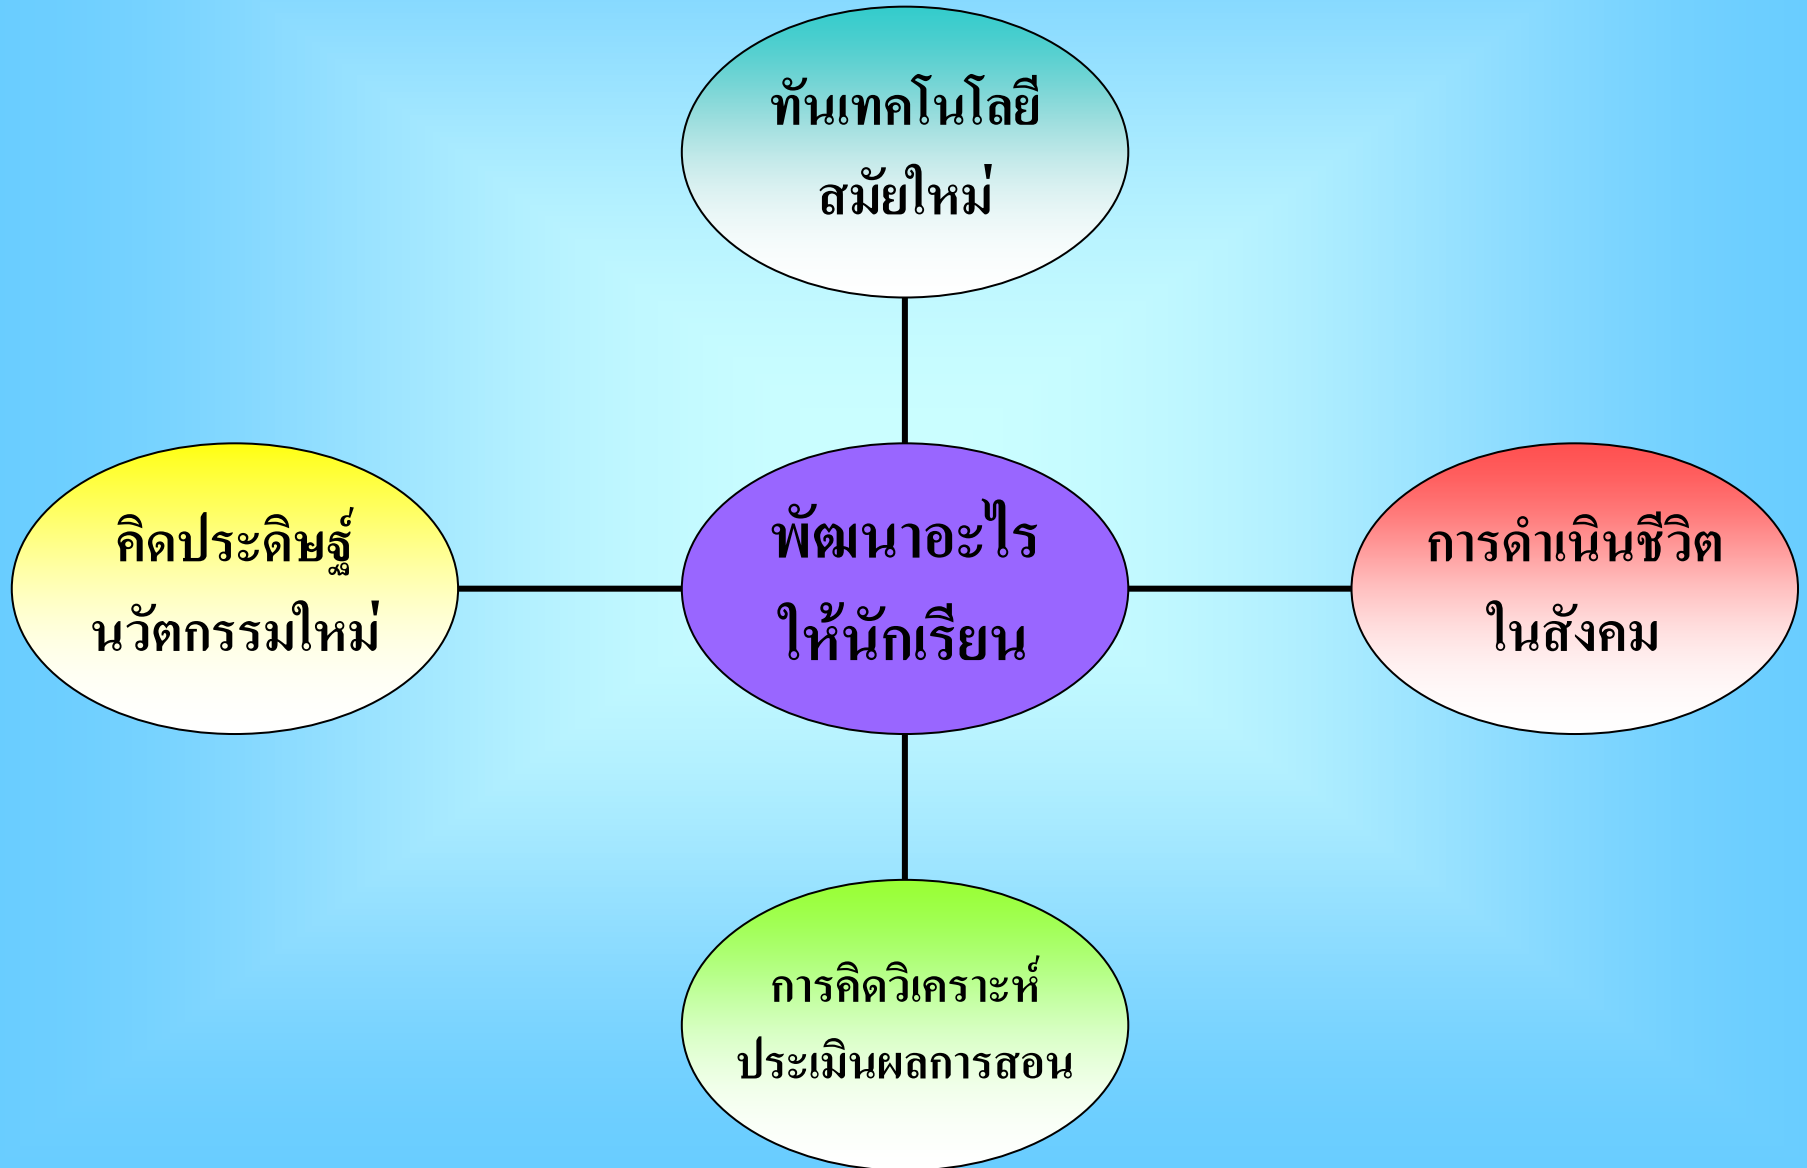 ทันเทคโนโลยี
สมัยใหม่
คิดประดิษฐ์
นวัตกรรมใหม่
พัฒนาอะไร
ให้นักเรียน
การดำเนินชีวิต
ในสังคม
การคิดวิเคราะห์
ประเมินผลการสอน